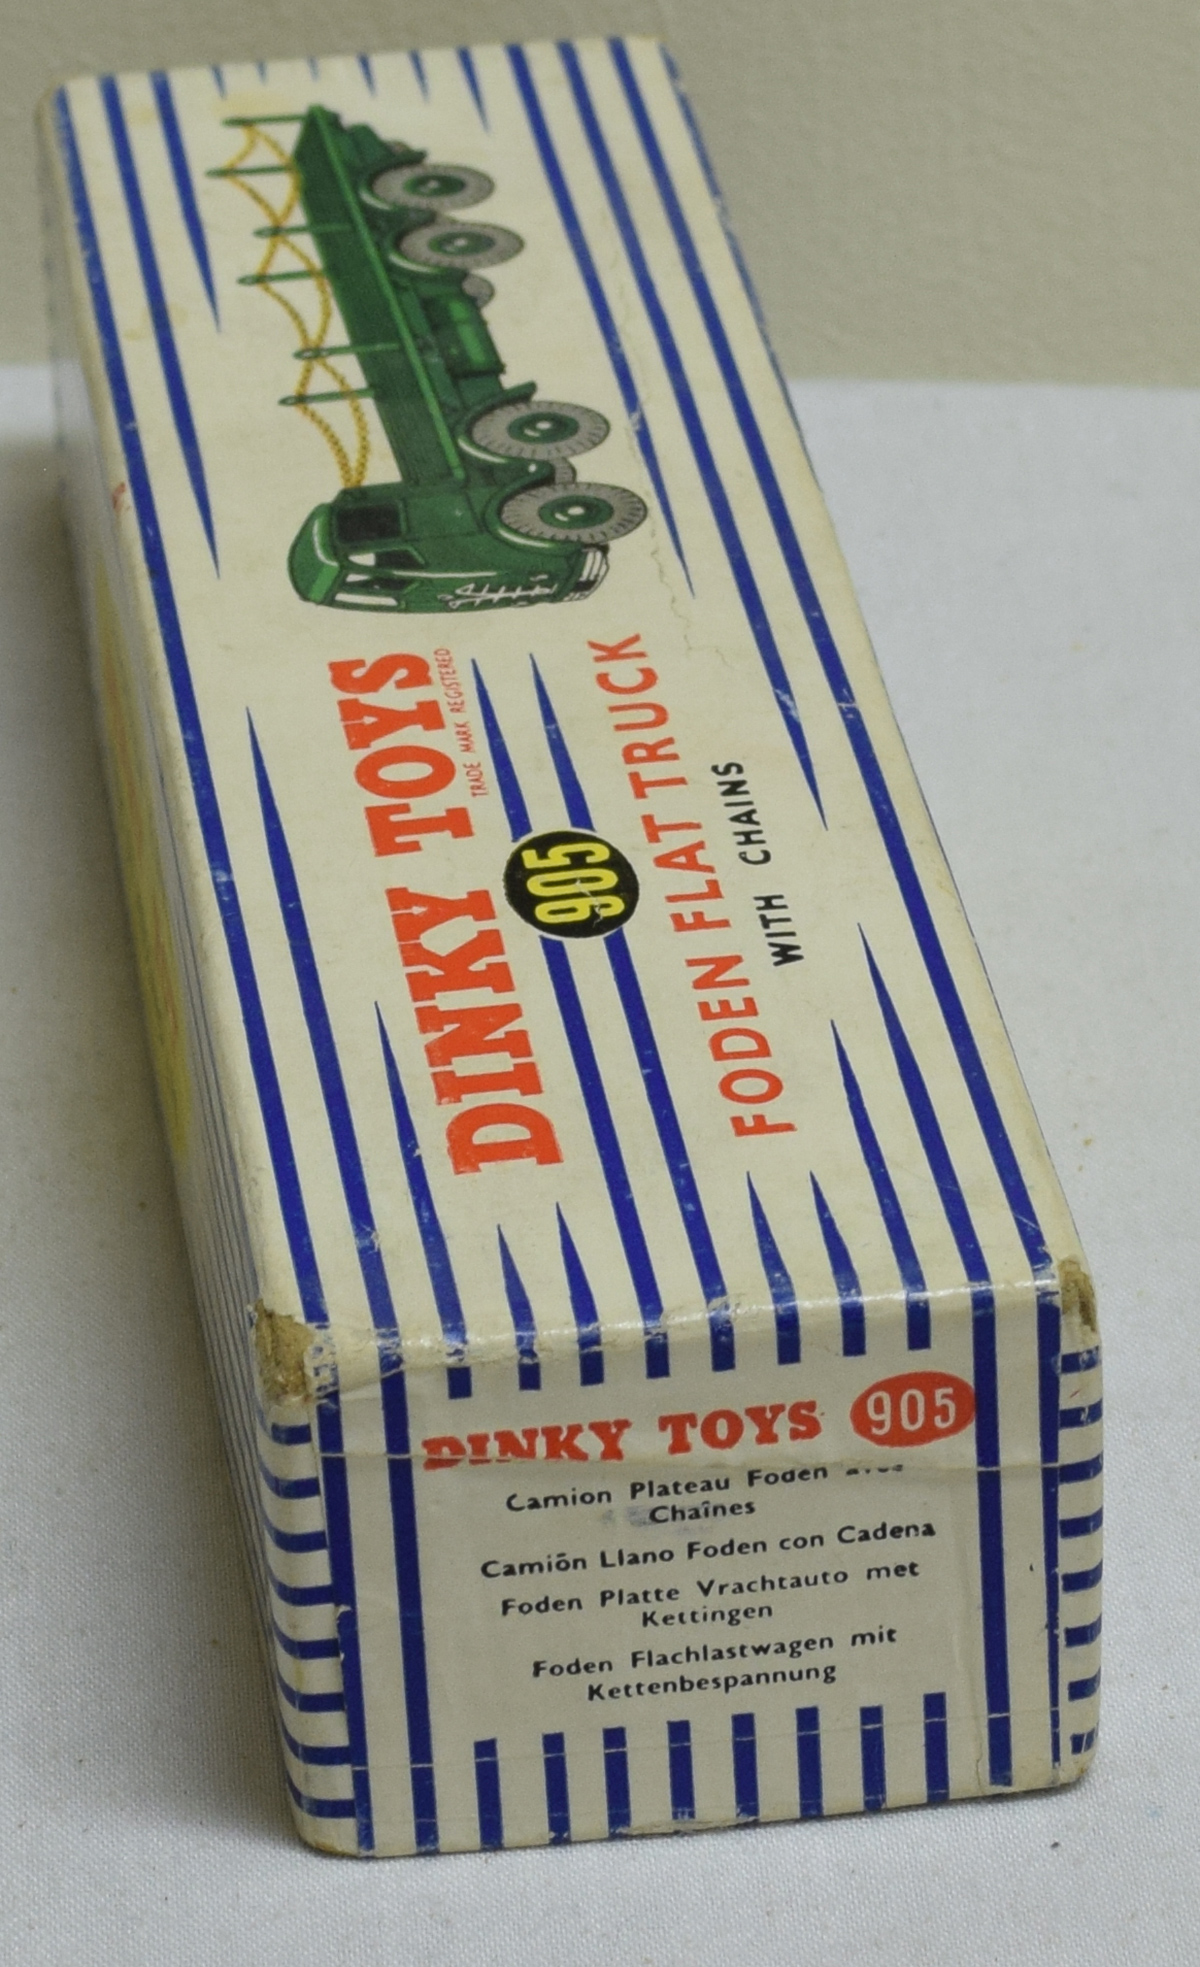 DINKY TOYS
TRADE MARK REGISTERED
905
FODEN FLAT TRUCK
WITH CHAINS
DINKY TOYS 905
Camion Plateau Foden
Chaînes
Camiōn Llano Foden con Cadena
Foden Platte Vrachtauto met
Kettingen
Foden Flachlastwagen mit
Kettenbespannung